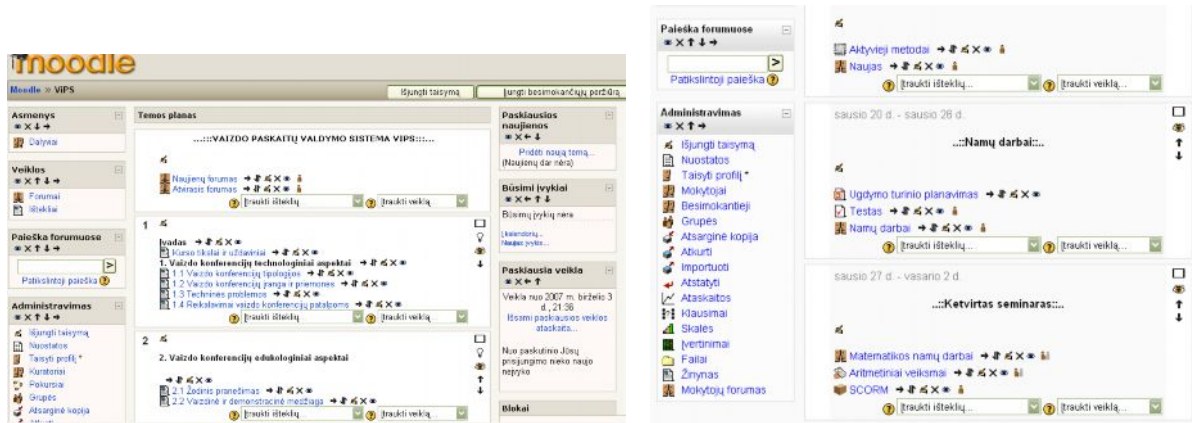 moodle
Moodle » ViPS
Išjungti taisymą
Įjungti besimokančiųjų peržiūrą
Asmenys
Dalyviai
Veiklos
Forumai
Ištekliai
Paieška forumuose
Patikslintoji paieška
Administravimas
Išjungti taisymą
Nuostatos
Taisyti profilį *
Kuratoriai
Pokursiai
Grupės
Atsarginė kopija
Temos planas
...:::VAIZDO PASKAITŲ VALDYMO SISTEMA VIPS:::...
Naujienų forumas
Atvirasis forumas
Įtraukti išteklių...
Įtraukti veiklą...
1
Įvadas
Kurso tikslai ir uždaviniai
1. Vaizdo konferencijų technologiniai aspektai
1.1 Vaizdo konferencijų tipologijos
1.2 Vaizdo konferencijų įranga ir priemonės
1.3 Techninės problemos
1.4 Reikalavimai vaizdo konferencijų patalpoms
Įtraukti išteklių...
Įtraukti veiklą...
2
2. Vaizdo konferencijų edukologiniai aspektai
2.1 Žodinis pranešimas
2.2 Vaizdinė ir demonstracinė medžiaga
Įtraukti išteklių...
Įtraukti veiklą...
Paskiausios
naujienos
Pridėti naują temą...
(Naujienų dar nėra)
Būsimi įvykiai
Būsimų įvykių nėra
Į kalendorių...
Naujas įvykis...
Paskiausia veikla
Veikla nuo 2007 m. birželio 3
d., 21:36
Išsami paskiausios veiklos
ataskaita...
Nuo paskutinio Jūsų
prisijungimo nieko naujo
neįvyko
Blokai
Paieška forumuose
Patikslintoji paieška
Administravimas
Išjungti taisymą
Nuostatos
Taisyti profilį *
Mokytojai
Besimokantieji
Grupės
Atsarginė kopija
Atkurti
Importuoti
Atstatyti
Ataskaitos
Klausimai
Skalės
Įvertinimai
Failai
Žinynas
Mokytojų forumas
Aktyvieji metodai
Naujas
Įtraukti išteklių...
Įtraukti veiklą...
sausio 20 d. - sausio 26 d.
..::Namų darbai::..
Ugdymo turinio planavimas
Testas
Namų darbai
Įtraukti išteklių...
Įtraukti veiklą...
sausio 27 d. - vasario 2 d.
..::Ketvirtas seminaras::..
Matematikos namų darbai
Aritmetiniai veiksmai
SCORM
Įtraukti išteklių...
Įtraukti veiklą...